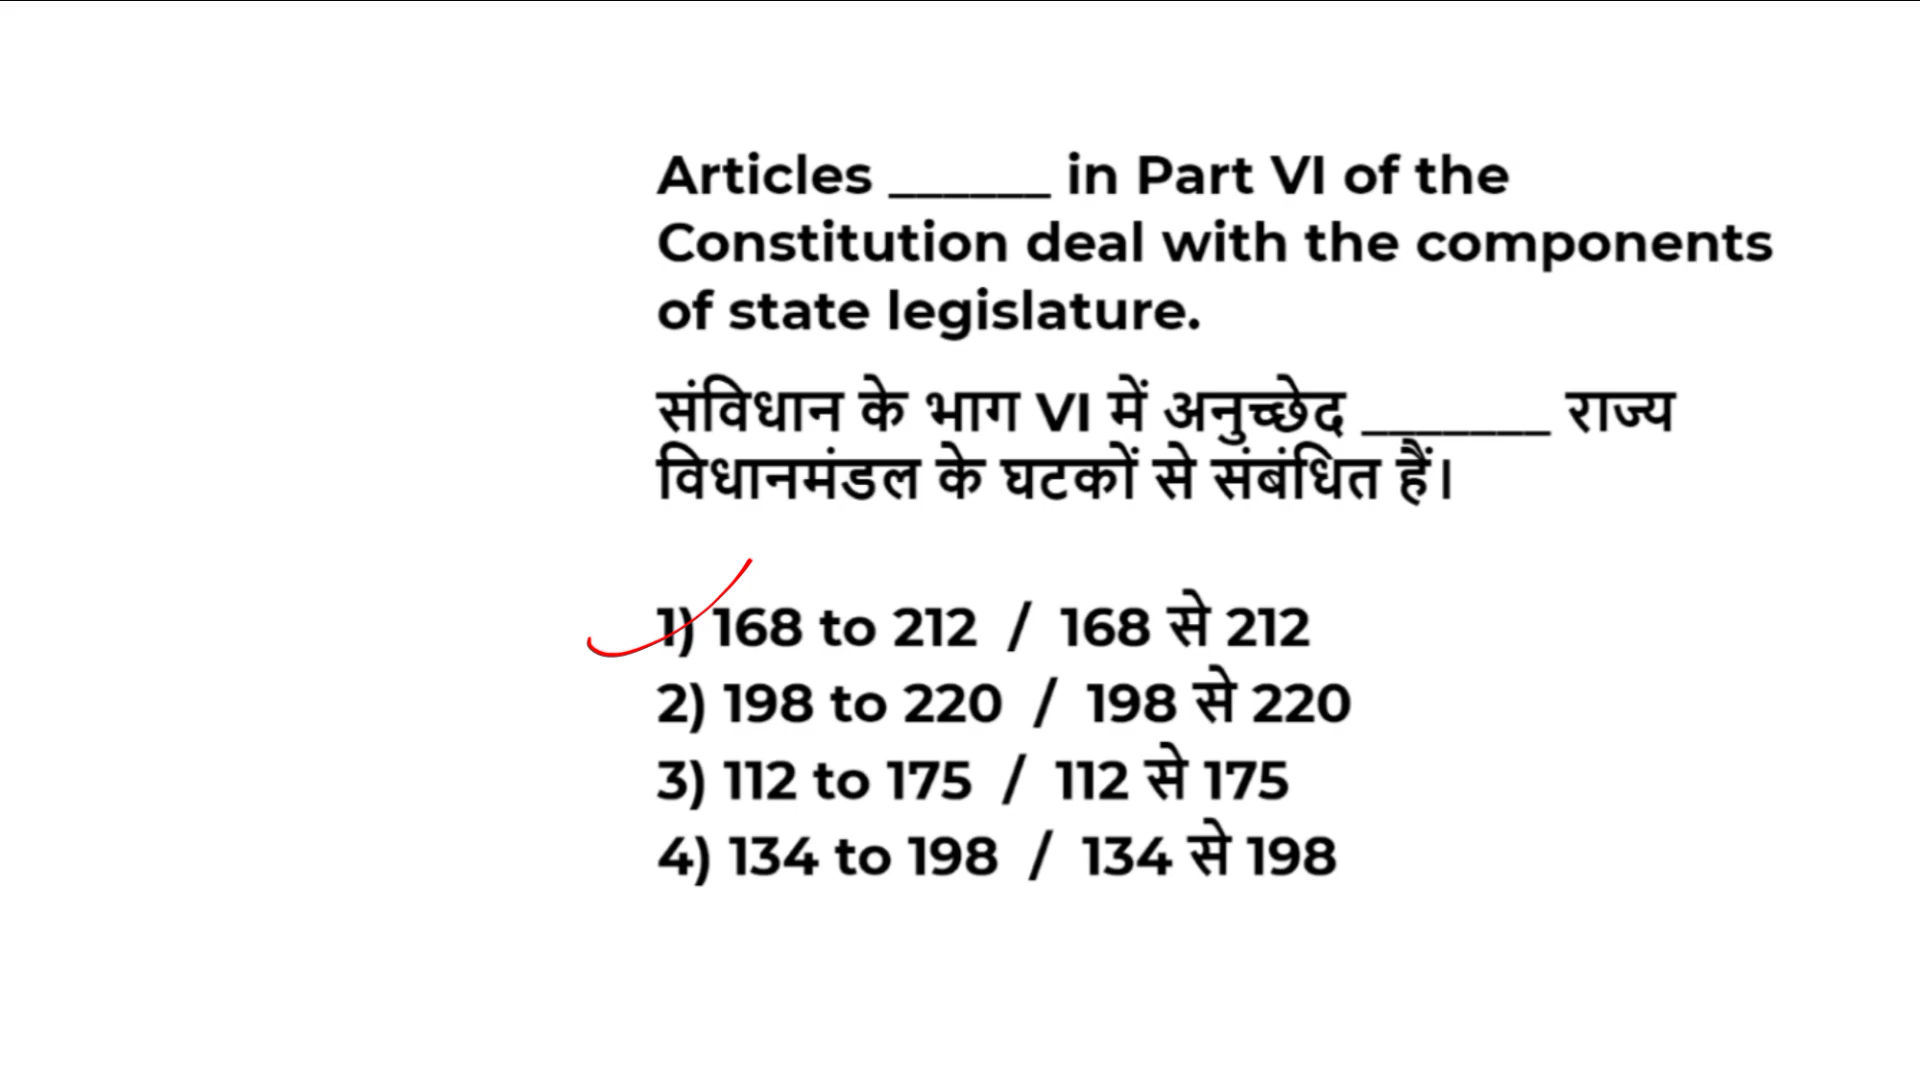 Articles ______ in Part VI of the
Constitution deal with the components
of state legislature.
संविधान के भाग VI में अनुच्छेद _______ राज्य
विधानमंडल के घटकों से संबंधित हैं।
1) 168 to 212 / 168 से 212
2) 198 to 220 / 198 से 220
3) 112 to 175 / 112 से 175
4) 134 to 198 / 134 से 198